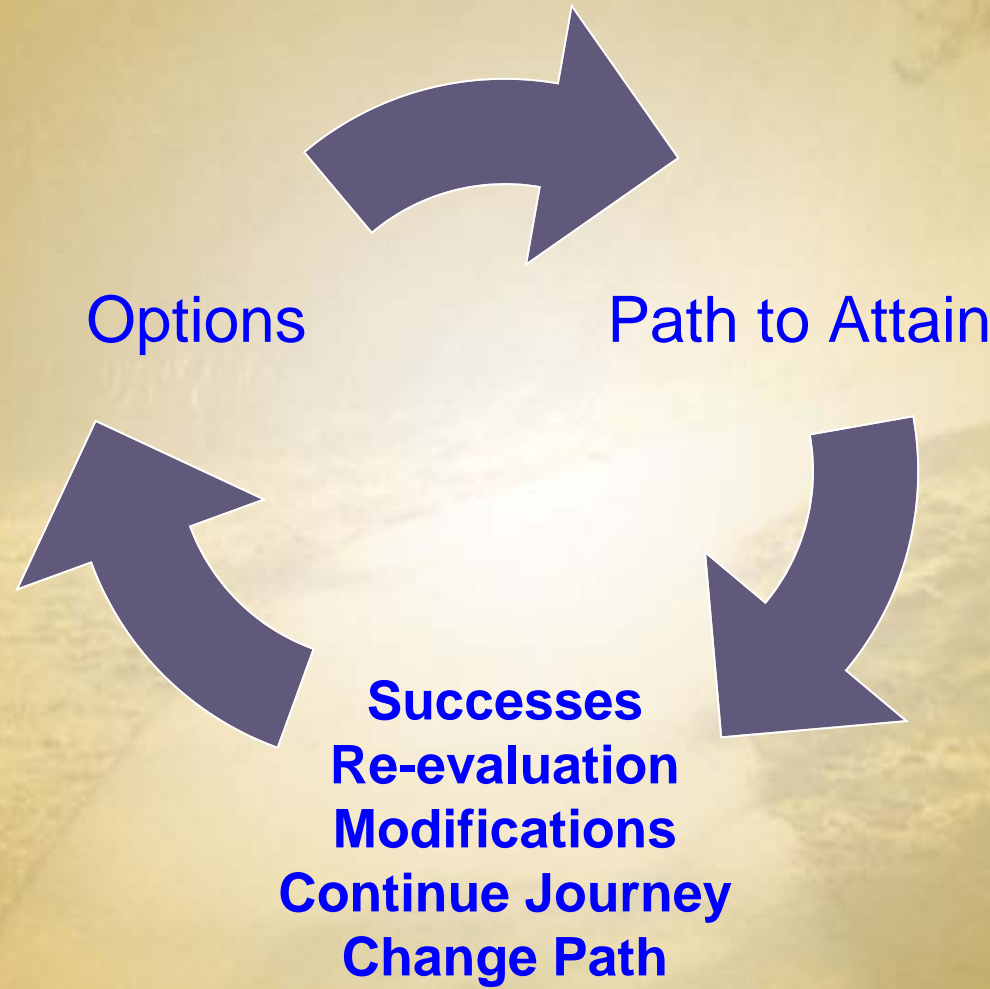 Options
Path to Attain
Successes
Re-evaluation
Modifications
Continue Journey
Change Path